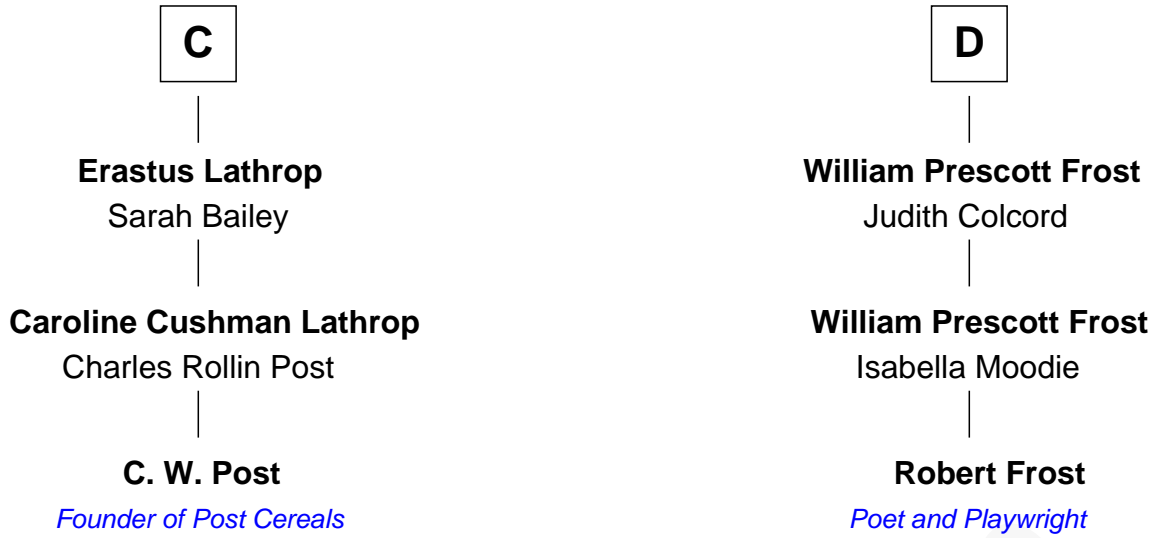 C
Erastus Lathrop
Sarah Bailey
Caroline Cushman Lathrop
Charles Rollin Post
C. W. Post
Founder of Post Cereals
D
William Prescott Frost
Judith Colcord
William Prescott Frost
Isabella Moodie
Robert Frost
Poet and Playwright